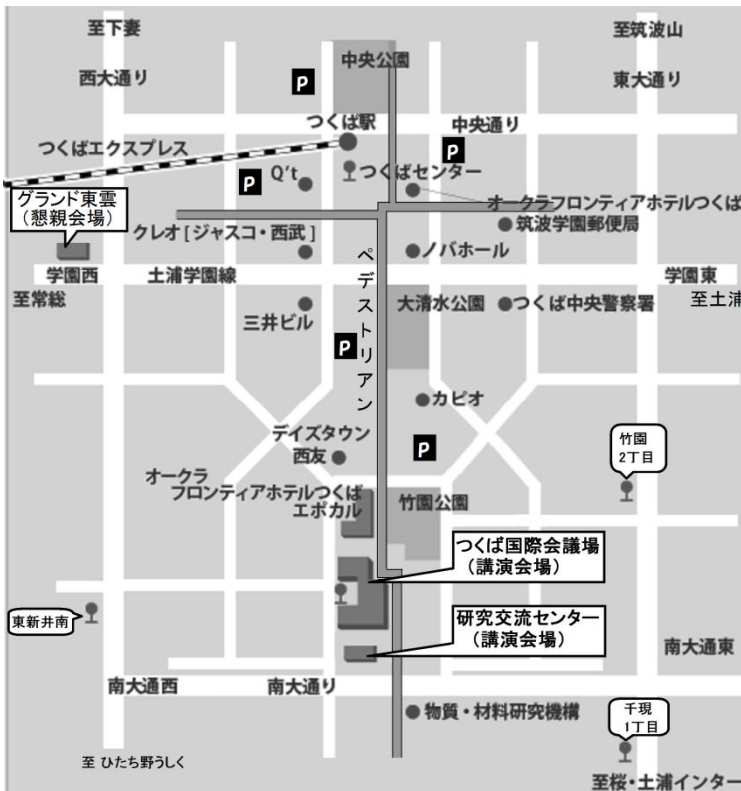 至下妻
至筑波山
中央公園
西大通り
東大通り
P
つくば駅
中央通り
つくばエクスプレス
P
Q't
つくばセンター
P
グランド東雲
（懇親会場）
オークラフロンティアホテルつくば
筑波学園郵便局
クレオ［ジャスコ・西武］
ノバホール
ペデストリアン
学園西
土浦学園線
学園東
至常総
大清水公園
つくば中央警察署
至土浦
三井ビル
P
カピオ
デイズタウン
西友
P
竹園
2丁目
オークラ
フロンティアホテルつくば
エポカル
竹園公園
つくば国際会議場
（講演会場）
東新井南
研究交流センター
（講演会場）
南大通東
南大通西
南大通り
物質・材料研究機構
千現
1丁目
至 ひたち野うしく
至桜・土浦インター